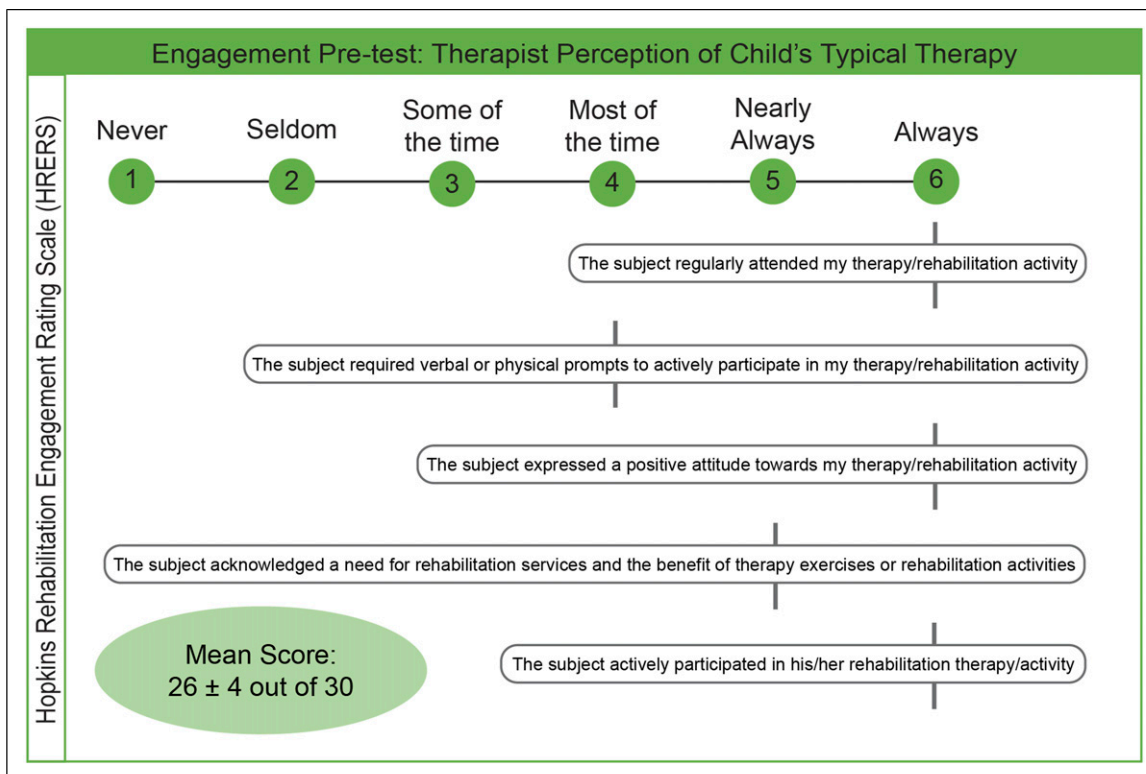 Engagement Pre-test: Therapist Perception of Child's Typical Therapy
Hopkins Rehabilitation Engagement Rating Scale (HRERS)
Never
Seldom
Some of
the time
Most of
the time
Nearly
Always
Always
1
2
3
4
5
6
The subject regularly attended my therapy/rehabilitation activity
The subject required verbal or physical prompts to actively participate in my therapy/rehabilitation activity
The subject expressed a positive attitude towards my therapy/rehabilitation activity
The subject acknowledged a need for rehabilitation services and the benefit of therapy exercises or rehabilitation activities
The subject actively participated in his/her rehabilitation therapy/activity
Mean Score:
26 ± 4 out of 30